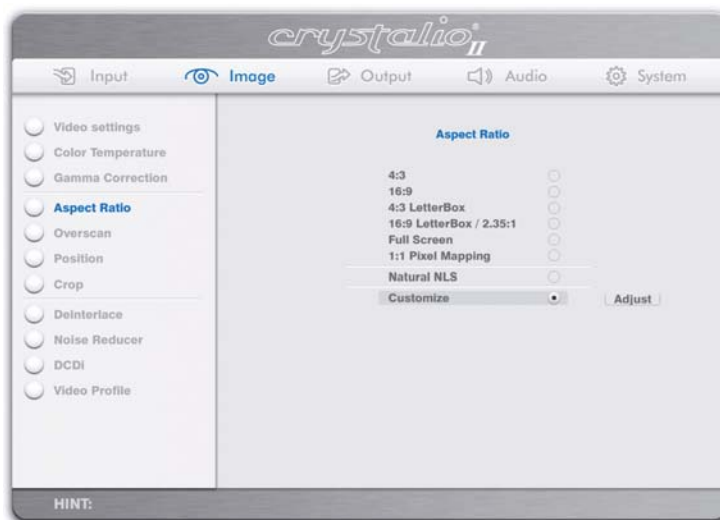 crystalio II
Input
Image
Output
Audio
System
Video settings
Color Temperature
Gamma Correction
Aspect Ratio
Overscan
Position
Crop
Deinterlace
Noise Reducer
DCDi
Video Profile
Aspect Ratio
4:3
16:9
4:3 LetterBox
16:9 LetterBox / 2.35:1
Full Screen
1:1 Pixel Mapping
Natural NLS
Customize
Adjust
HINT: